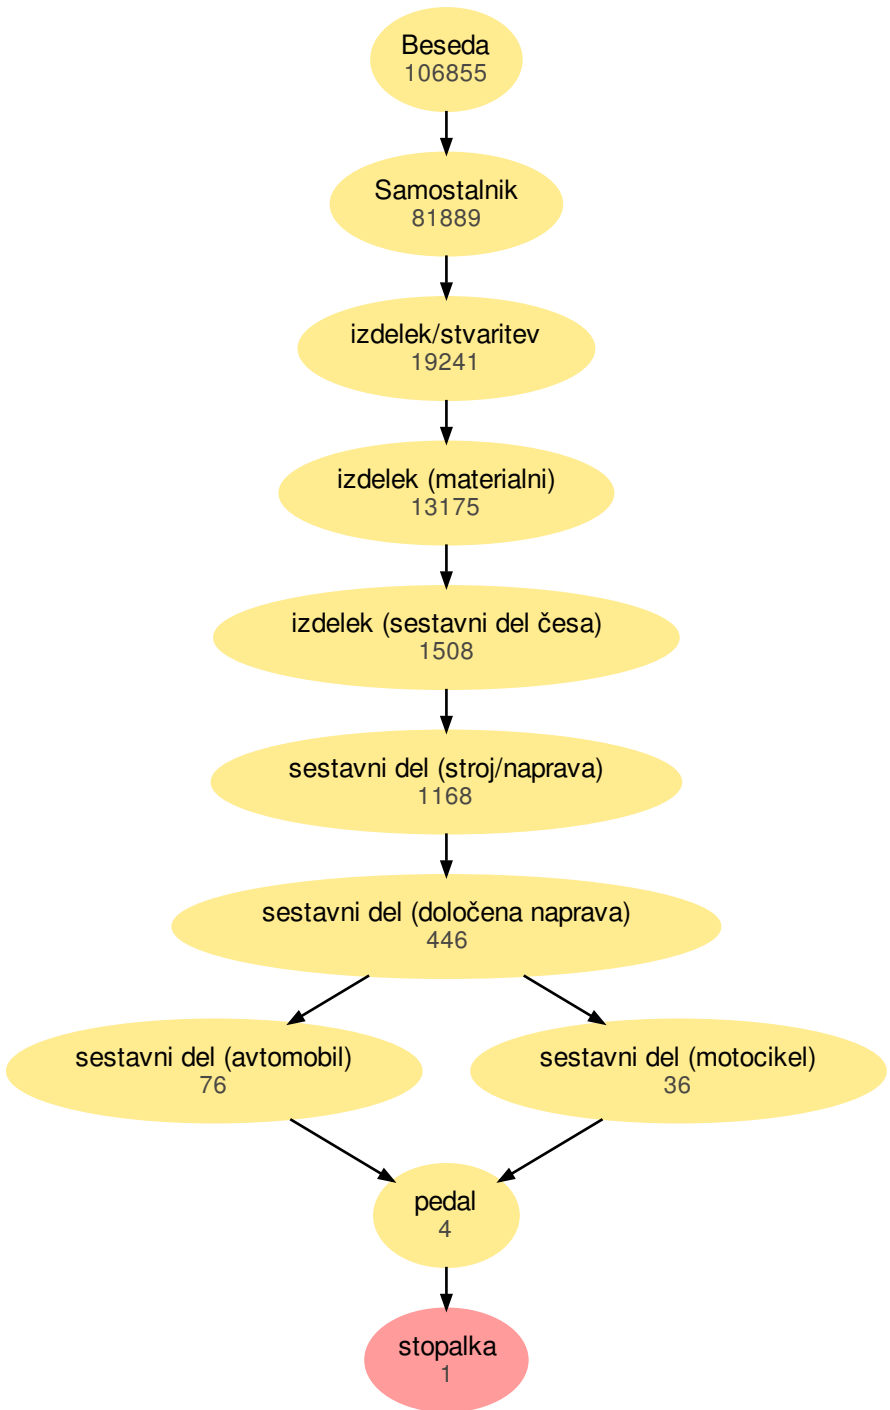 Beseda
106855
Samostalnik
81889
izdelek/stvaritev
19241
izdelek (materialni)
13175
izdelek (sestavni del česa)
1508
sestavni del (stroj/naprava)
1168
sestavni del (določena naprava)
446
sestavni del (avtomobil)
76
sestavni del (motocikel)
36
pedal
4
stopalka
1